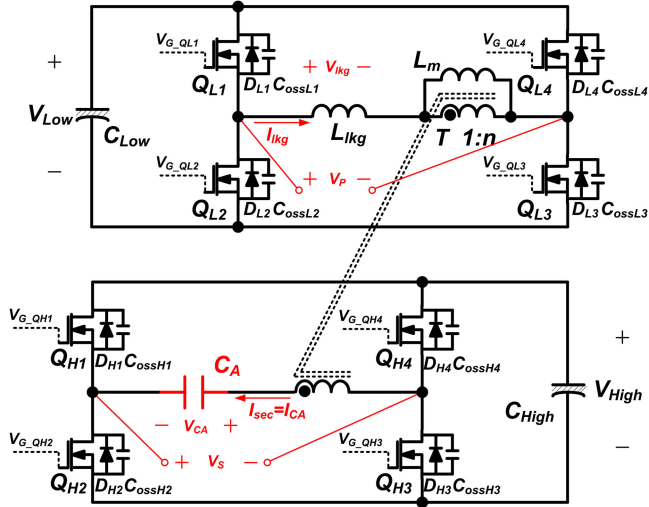 V_G_QL1
Q_L1
D_L1 C_ossL1
+ V_lkg −
L_m
V_G_QL4
Q_L4
D_L4 C_ossL4
+
V_Low
−
C_Low
I_lkg
L_lkg
T 1:n
V_G_QL2
Q_L2
D_L2 C_ossL2
+ V_P −
V_G_QL3
Q_L3
D_L3 C_ossL3
V_G_QH1
Q_H1
D_H1 C_ossH1
C_A
V_G_QH4
Q_H4
D_H4 C_ossH4
+
V_High
−
C_High
I_sec=I_CA
− V_CA +
V_G_QH2
Q_H2
D_H2 C_ossH2
+ V_S −
V_G_QH3
Q_H3
D_H3 C_ossH3